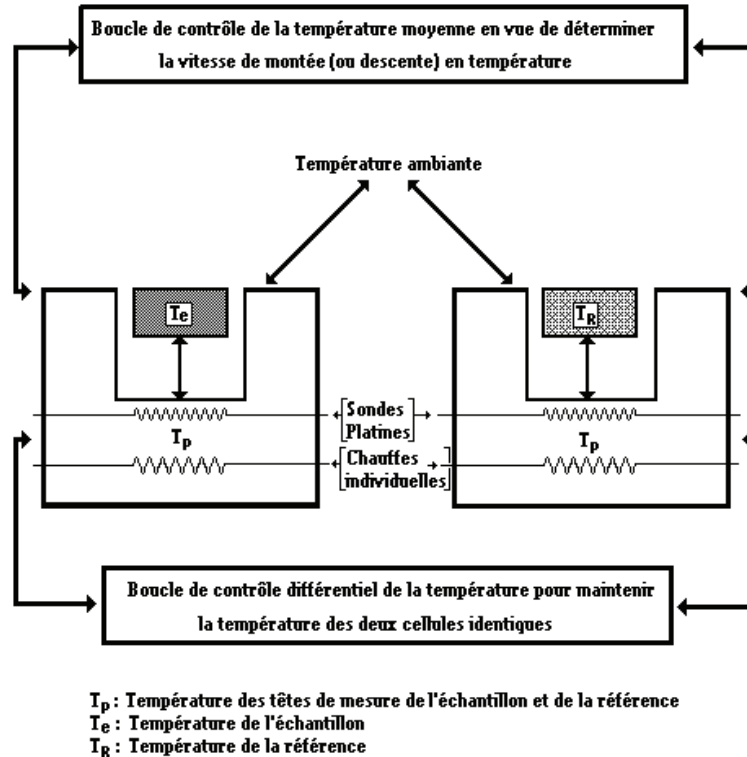 Boucle de contrôle de la température moyenne en vue de déterminer
la vitesse de montée (ou descente) en température
Température ambiante
Te
TR
Sondes
Platines
Tp
Tp
Chauffes
individuelles
Boucle de contrôle différentiel de la température pour maintenir
la température des deux cellules identiques
Tp : Température des têtes de mesure de l'échantillon et de la référence
Te : Température de l'échantillon
TR : Température de la référence